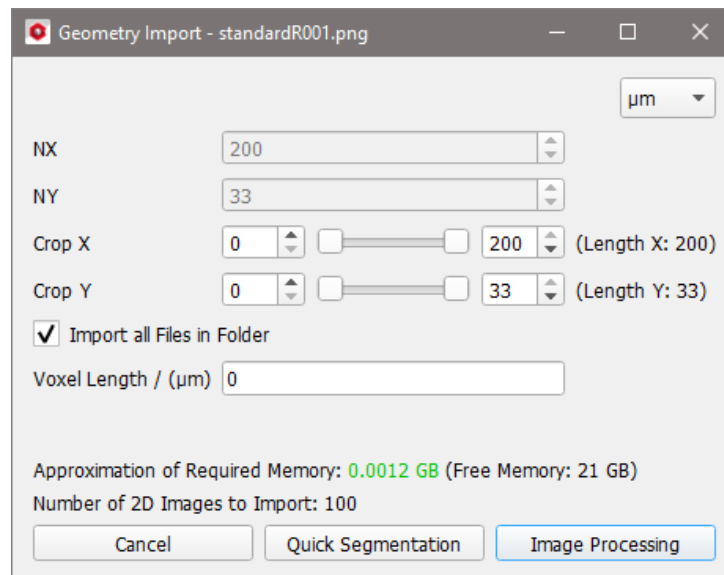 Geometry Import - standardR001.png
µm
NX 200
NY 33
Crop X 0 200 (Length X: 200)
Crop Y 0 33 (Length Y: 33)
Import all Files in Folder
Voxel Length / (µm) 0
Approximation of Required Memory: 0.0012 GB (Free Memory: 21 GB)
Number of 2D Images to Import: 100
Cancel Quick Segmentation Image Processing